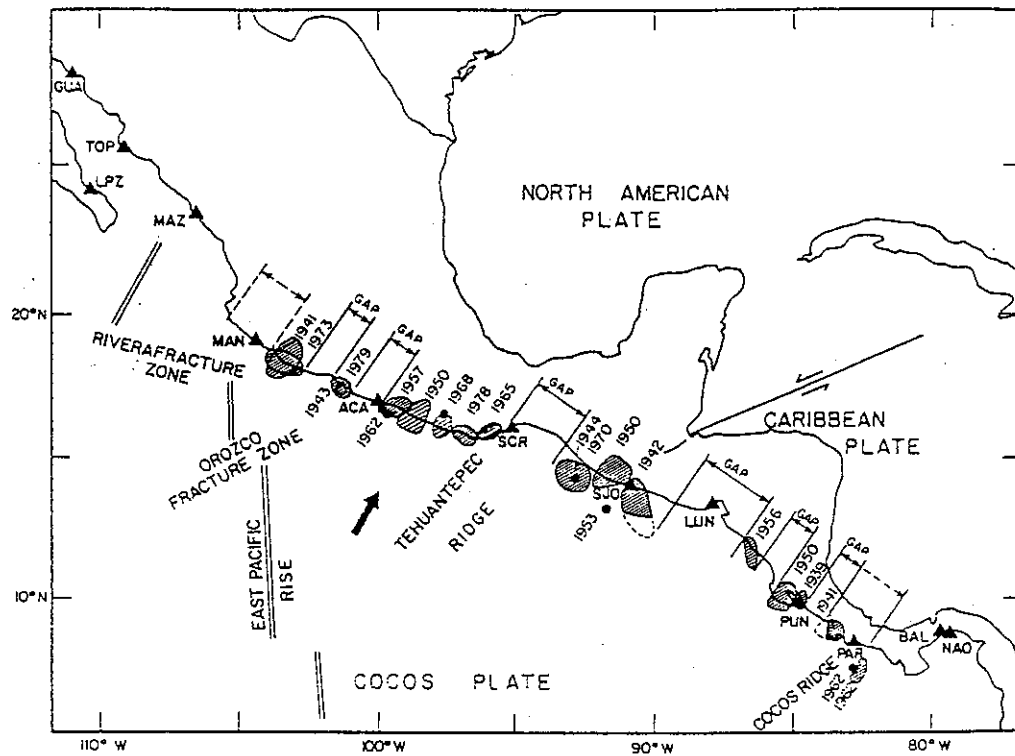 GUA
TOP
LPZ
MAZ
NORTH AMERICAN
PLATE
20°N
MAN
RIVERAFRACTURE
ZONE
1941
1973
GAP
1979
1943
GAP
ACA
1962
1957
1950
1968
1978
1965
SCR
GAP
1944
1970
1950
1942
SJO
1953
GAP
LUN
CARIBBEAN
PLATE
OROZCO
FRACTURE ZONE
TEHUANTEPEC
RIDGE
EAST PACIFIC
RISE
1956
GAP
1950
1939
GAP
1941
PUN
PAR
BAL
NAO
10°N
COCOS RIDGE
1962
1962
COCOS PLATE
110° W
100° W
90° W
80° W